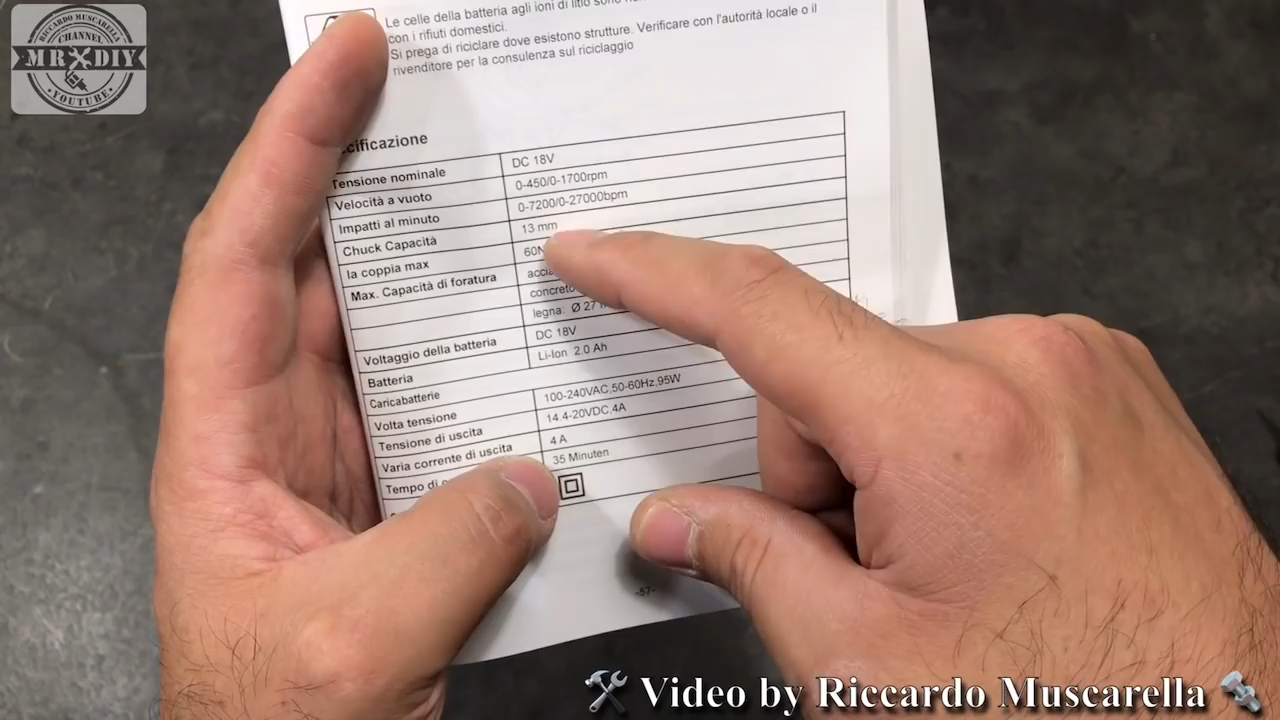 RICCARDO MUSCARELLA
CHANNEL
MR DIY
YOUTUBE
Le celle della batteria agli ioni di litio sono
con i rifiuti domestici.
Si prega di riciclare dove esistono strutture. Verificare con l'autorità locale o il
rivenditore per la consulenza sul riciclaggio
cificazione
Tensione nominale DC 18V
Velocità a vuoto 0-450/0-1700rpm
Impatti al minuto 0-7200/0-27000bpm
Chuck Capacità 13 mm
la coppia max 60N
Max. Capacità di foratura accia
concreto
legna: Ø 27
Voltaggio della batteria DC 18V
Batteria Li-Ion 2.0 Ah
Caricabatterie
Volta tensione 100-240VAC,50-60Hz,95W
Tensione di uscita 14.4-20VDC,4A
Varia corrente di uscita 4 A
Tempo di 35 Minuten
-57-
Video by Riccardo Muscarella